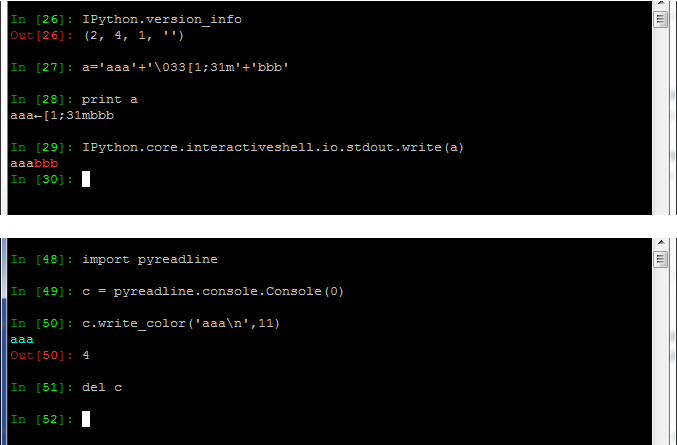 In [26]: IPython.version_info
Out[26]: (2, 4, 1, '')
In [27]: a='aaa'+'\033[1;31m'+'bbb'
In [28]: print a
aaa←[1;31mbbb
In [29]: IPython.core.interactiveshell.io.stdout.write(a)
aaabbb
In [30]:
In [48]: import pyreadline
In [49]: c = pyreadline.console.Console(0)
In [50]: c.write_color('aaa\n',11)
aaa
Out[50]: 4
In [51]: del c
In [52]: